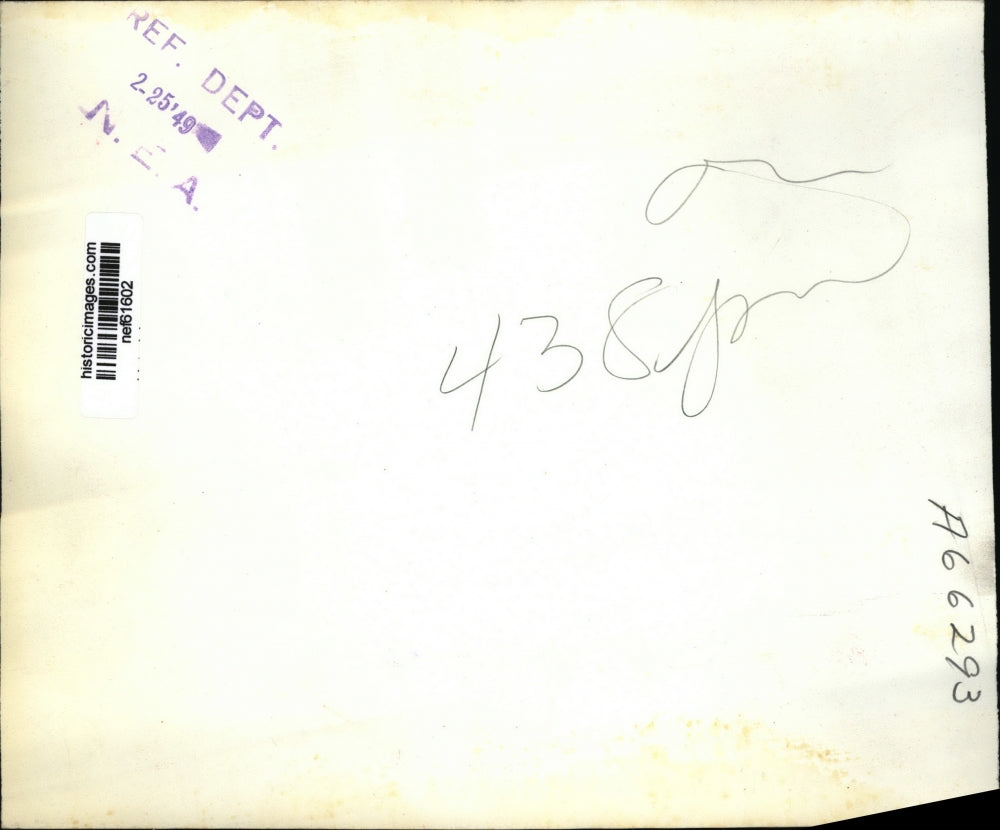 REF. DEPT.
2-25'49
N. E. A.
historicimages.com
nef61602
438
A66293